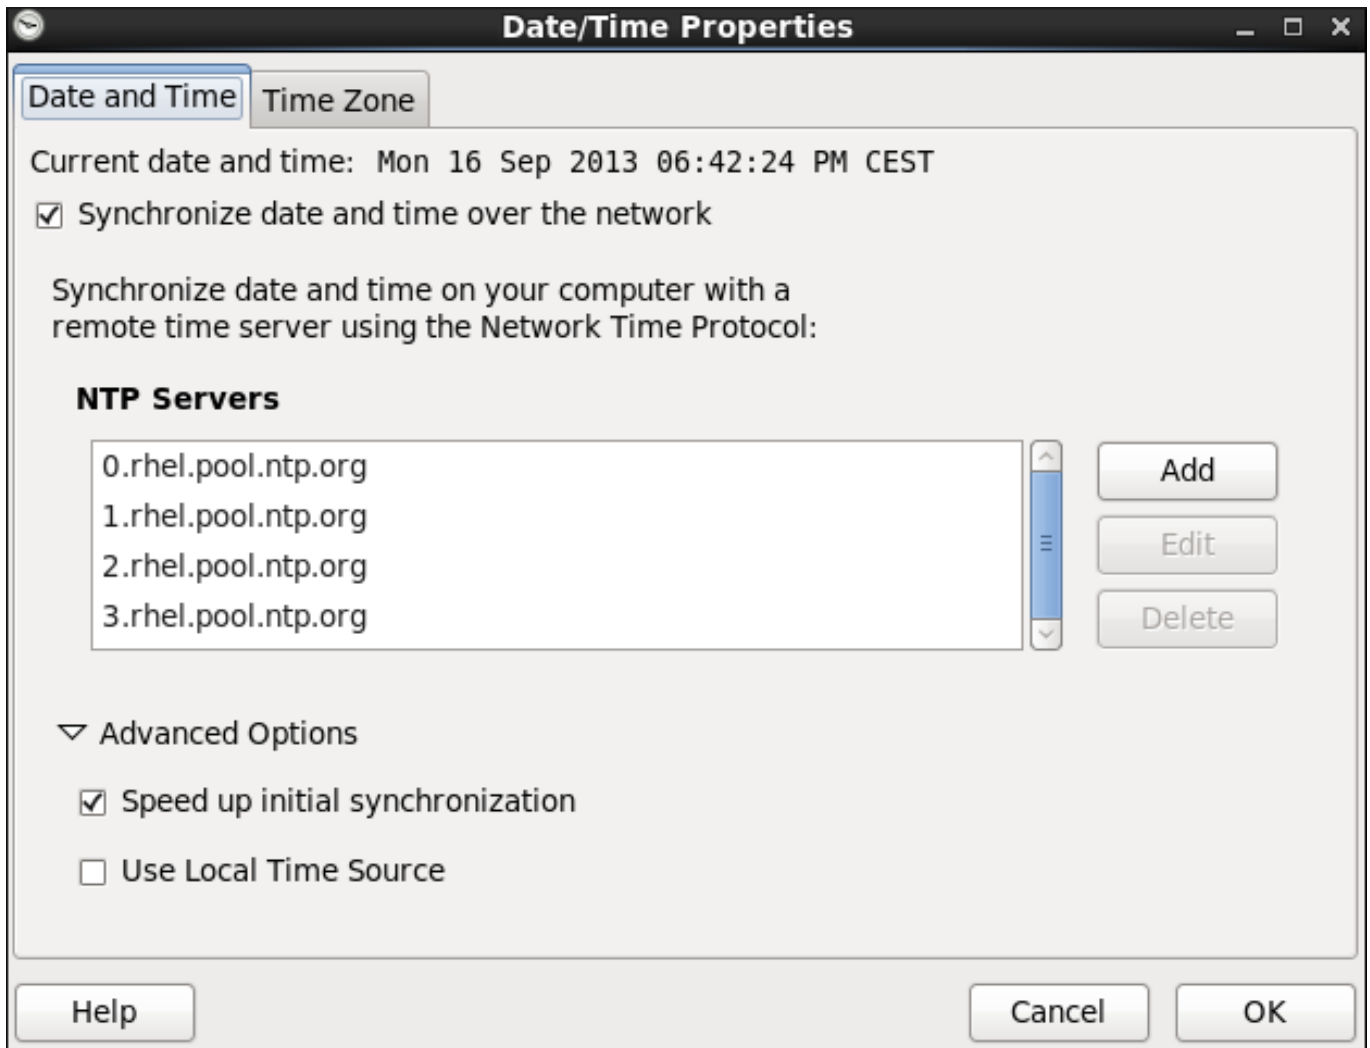 Date/Time Properties
Date and Time
Time Zone
Current date and time: Mon 16 Sep 2013 06:42:24 PM CEST
Synchronize date and time over the network
Synchronize date and time on your computer with a
remote time server using the Network Time Protocol:
NTP Servers
0.rhel.pool.ntp.org
1.rhel.pool.ntp.org
2.rhel.pool.ntp.org
3.rhel.pool.ntp.org
Add
Edit
Delete
Advanced Options
Speed up initial synchronization
Use Local Time Source
Help
Cancel
OK